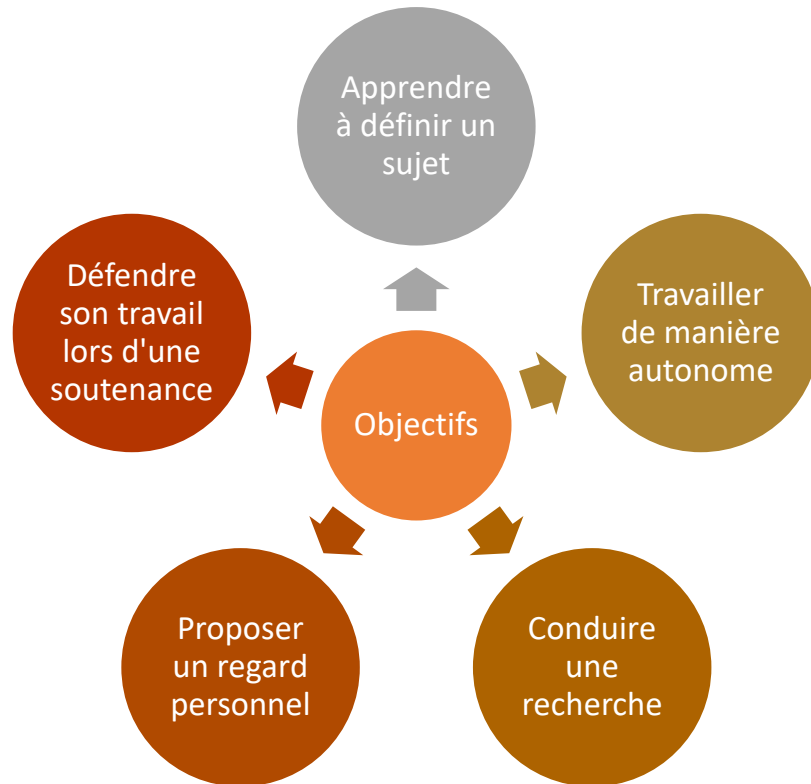 Apprendre
à définir un
sujet
Défendre
son travail
lors d'une
soutenance
Travailler
de manière
autonome
Objectifs
Proposer
un regard
personnel
Conduire
une
recherche